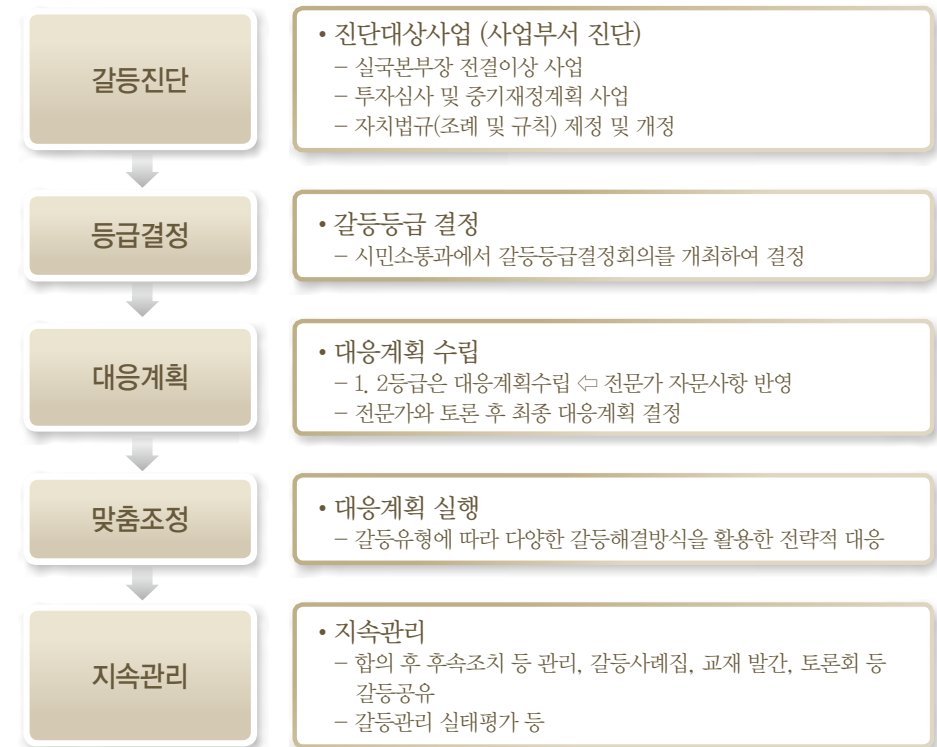 갈등진단
• 진단대상사업 (사업부서 진단)
– 실국본부장 전결이상 사업
– 투자심사 및 중기재정계획 사업
– 자치법규(조례 및 규칙) 제정 및 개정
등급결정
• 갈등등급 결정
– 시민소통과에서 갈등등급결정회의를 개최하여 결정
대응계획
• 대응계획 수립
– 1, 2등급은 대응계획수립 ⇦ 전문가 자문사항 반영
– 전문가와 토론 후 최종 대응계획 결정
맞춤조정
• 대응계획 실행
– 갈등유형에 따라 다양한 갈등해결방식을 활용한 전략적 대응
지속관리
• 지속관리
– 합의 후 후속조치 등 관리, 갈등사례집, 교재 발간, 토론회 등
갈등공유
– 갈등관리 실태평가 등